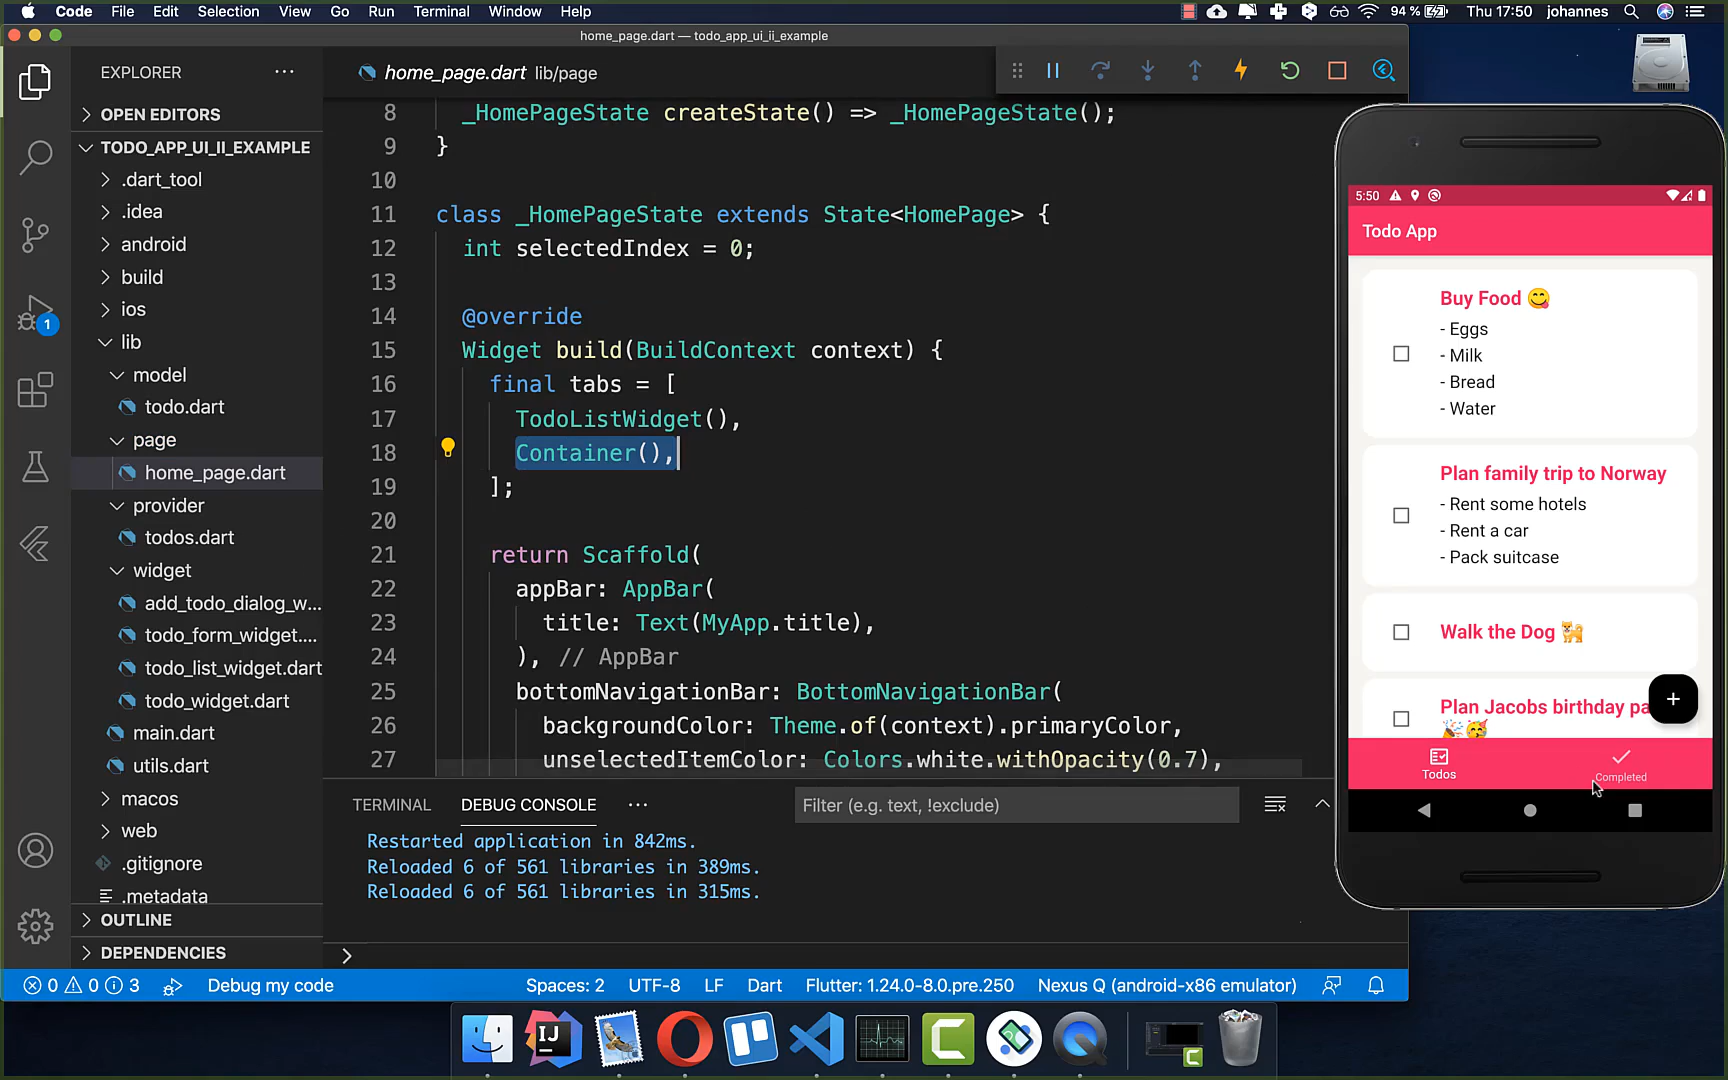 Code File Edit Selection View Go Run Terminal Window Help
94 % Thu 17:50 johannes
home_page.dart — todo_app_ui_ii_example
EXPLORER
OPEN EDITORS
TODO_APP_UI_II_EXAMPLE
.dart_tool
.idea
android
build
ios
lib
model
todo.dart
page
home_page.dart
provider
todos.dart
widget
add_todo_dialog_w...
todo_form_widget....
todo_list_widget.dart
todo_widget.dart
main.dart
utils.dart
macos
web
.gitignore
.metadata
OUTLINE
DEPENDENCIES
1
home_page.dart lib/page
8 _HomePageState createState() => _HomePageState();
9 }
10
11 class _HomePageState extends State<HomePage> {
12 int selectedIndex = 0;
13
14 @override
15 Widget build(BuildContext context) {
16 final tabs = [
17 TodoListWidget(),
18 Container(),
19 ];
20
21 return Scaffold(
22 appBar: AppBar(
23 title: Text(MyApp.title),
24 ), // AppBar
25 bottomNavigationBar: BottomNavigationBar(
26 backgroundColor: Theme.of(context).primaryColor,
27 unselectedItemColor: Colors.white.withOpacity(0.7),
TERMINAL DEBUG CONSOLE ··· Filter (e.g. text, !exclude)
Restarted application in 842ms.
Reloaded 6 of 561 libraries in 389ms.
Reloaded 6 of 561 libraries in 315ms.
0 0 3 Debug my code Spaces: 2 UTF-8 LF Dart Flutter: 1.24.0-8.0.pre.250 Nexus Q (android-x86 emulator)
5:50
Todo App
Buy Food 😋
- Eggs
- Milk
- Bread
- Water
Plan family trip to Norway
- Rent some hotels
- Rent a car
- Pack suitcase
Walk the Dog 🐕
Plan Jacobs birthday pa
🎉🥳
+
Todos Completed
IJ
C
C